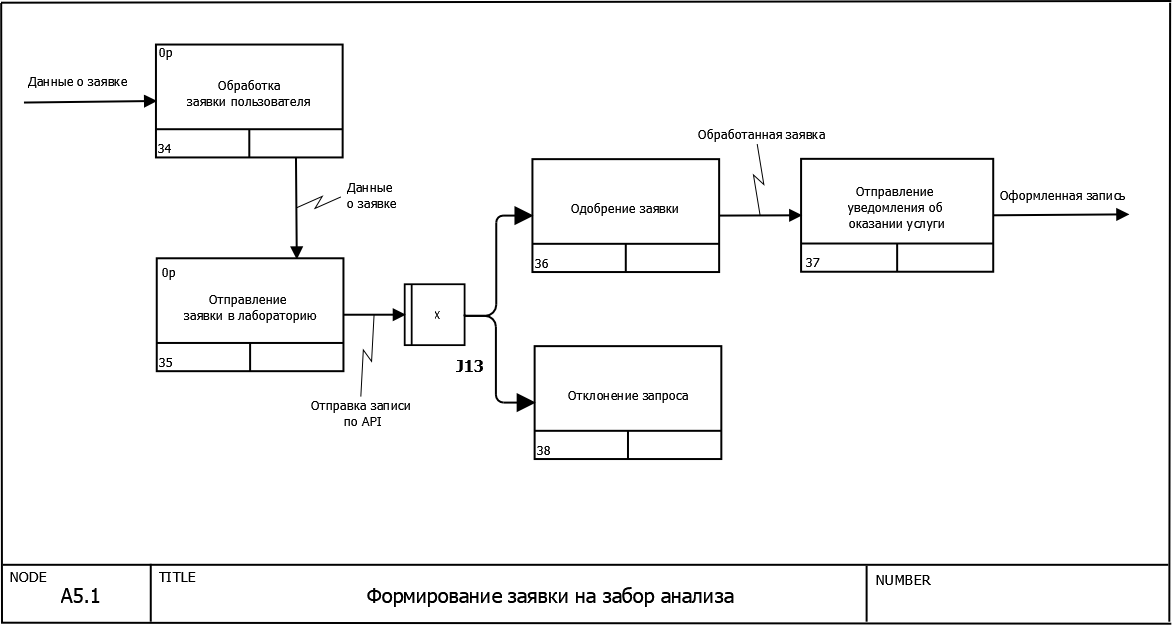 0р
Данные о заявке
Обработка
заявки пользователя
34
Данные
о заявке
Обработанная заявка
Одобрение заявки
36
Отправление
уведомления об
оказании услуги
37
Оформленная запись
0р
Отправление
заявки в лабораторию
35
X
J13
Отправка записи
по API
Отклонение запроса
38
NODE
A5.1
TITLE
Формирование заявки на забор анализа
NUMBER